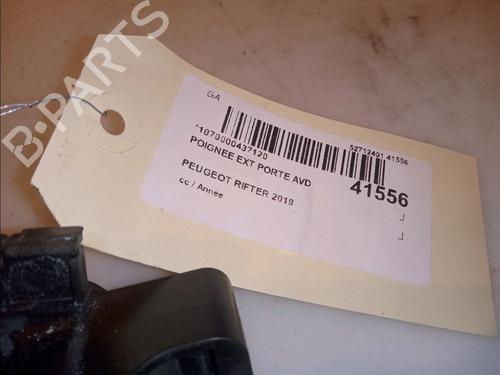 B-PARTS
GA
52712401 41556
*1070000437120
POIGNEE EXT PORTE AVD
41556
PEUGEOT RIFTER 2019
cc / Annee